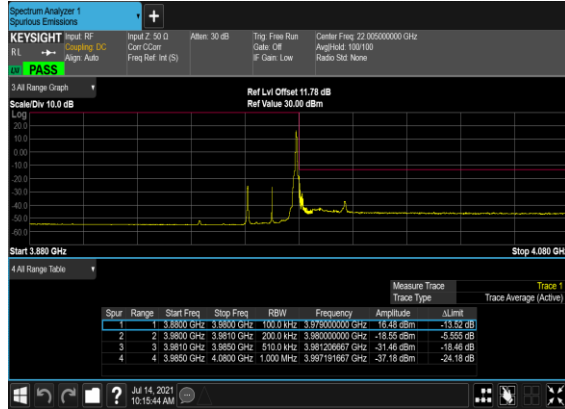 Spectrum Analyzer 1
Spurious Emissions
+
KEYSIGHT Input: RF Input Z: 50 Ω Atten: 30 dB Trig: Free Run Center Freq: 22.005000000 GHz
RL Coupling: DC Corr CCorr Gate: Off Avg|Hold: 100/100
Align: Auto Freq Ref: Int (S) IF Gain: Low Radio Std: None
LV PASS
3 All Range Graph
Ref Lvl Offset 11.78 dB
Scale/Div 10.0 dB Ref Value 30.00 dBm
Log
20.0
10.0
0.00
-10.0
-20.0
-30.0
-40.0
-50.0
-60.0
Start 3.880 GHz Stop 4.080 GH
4 All Range Table
Measure Trace Trace 1
Trace Type Trace Average (Active)
Spur Range Start Freq Stop Freq RBW Frequency Amplitude ΔLimit
1 1 3.8800 GHz 3.9800 GHz 100.0 kHz 3.979000000 GHz 16.48 dBm -13.52 dB
2 2 3.9800 GHz 3.9810 GHz 200.0 kHz 3.980000000 GHz -18.55 dBm -5.555 dB
3 3 3.9810 GHz 3.9850 GHz 510.0 kHz 3.981206667 GHz -31.46 dBm -18.46 dB
4 4 3.9850 GHz 4.0800 GHz 1.000 MHz 3.997191667 GHz -37.18 dBm -24.18 dB
? Jul 14, 2021
10:15:44 AM